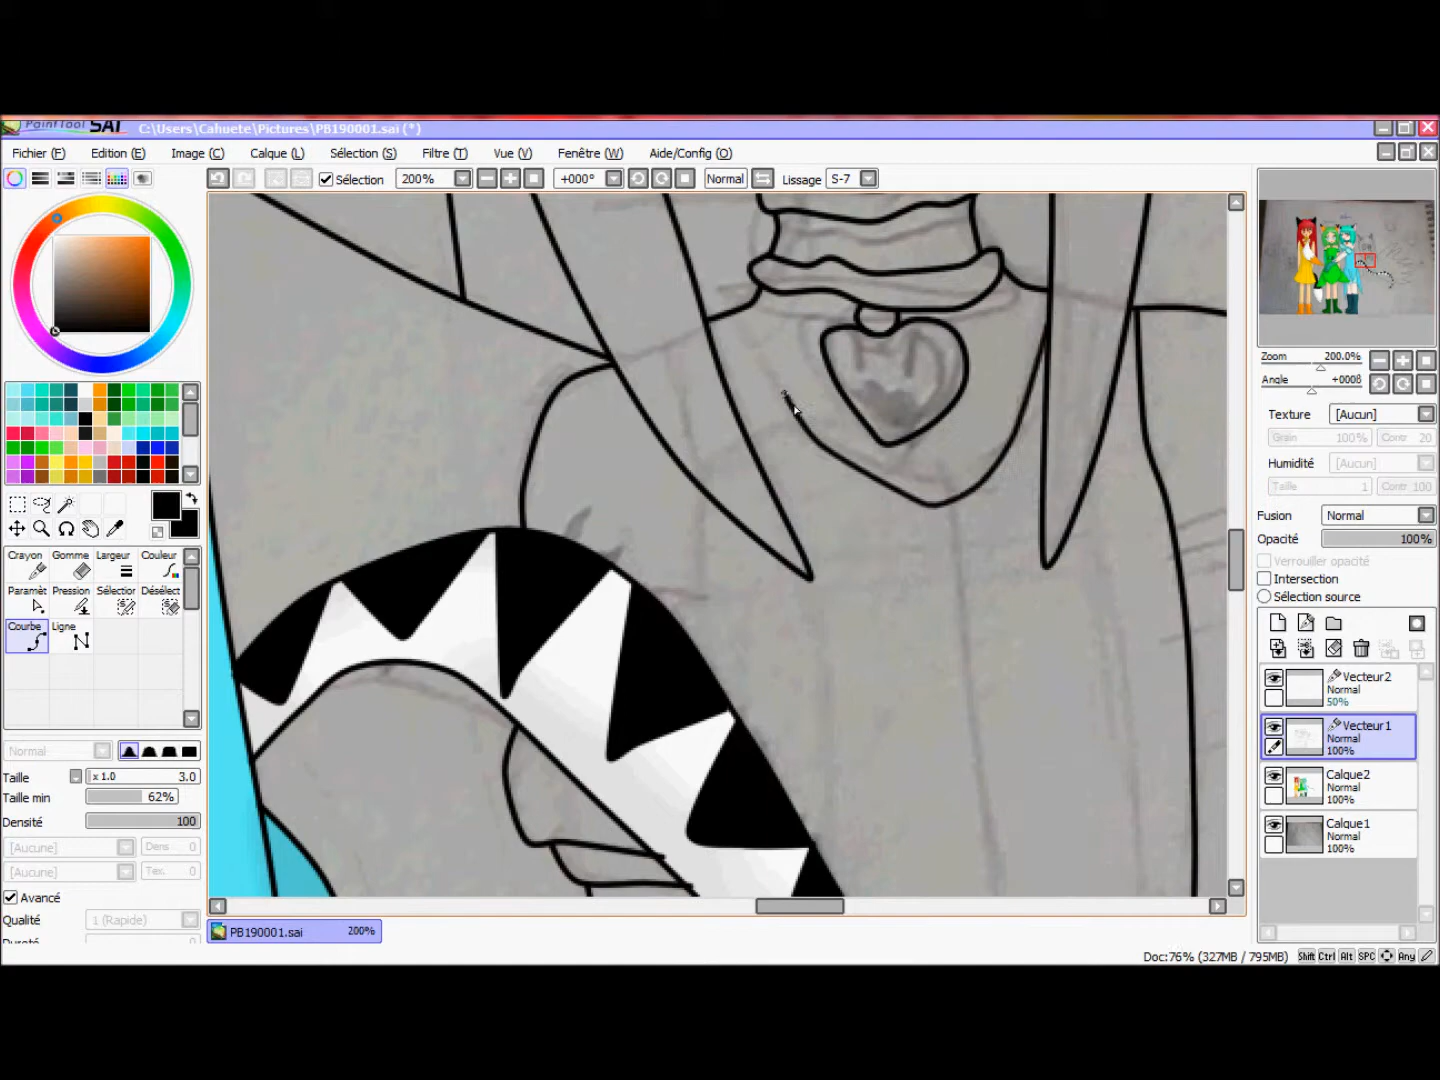 PaintTool SAI C:\Users\Cahuete\Pictures\PB190001.sai (*)
Fichier (F) Edition (E) Image (C) Calque (L) Sélection (S) Filtre (T) Vue (V) Fenêtre (W) Aide/Config (O)
Sélection 200% +000° Normal Lissage S-7
Zoom 200.0%
Angle +000ß
Texture [Aucun]
Grain 100% Contr 20
Humidité [Aucun]
Taille 1 Contr 100
Fusion Normal
Opacité 100%
Verrouiller opacité
Intersection
Sélection source
Crayon Gomme Largeur Couleur
Paramèt Pression Sélectior Désélect
Courbe Ligne
Vecteur2
Normal
50%
Vecteur1
Normal
100%
Calque2
Normal
100%
Calque1
Normal
100%
Normal
Taille x 1.0 3.0
Taille min 62%
Densité 100
[Aucune] Dens 0
[Aucune] Tex. 0
Avancé
Qualité 1 (Rapide)
PB190001.sai 200%
Doc:76% (327MB / 795MB) Shift Ctrl Alt SPC Any